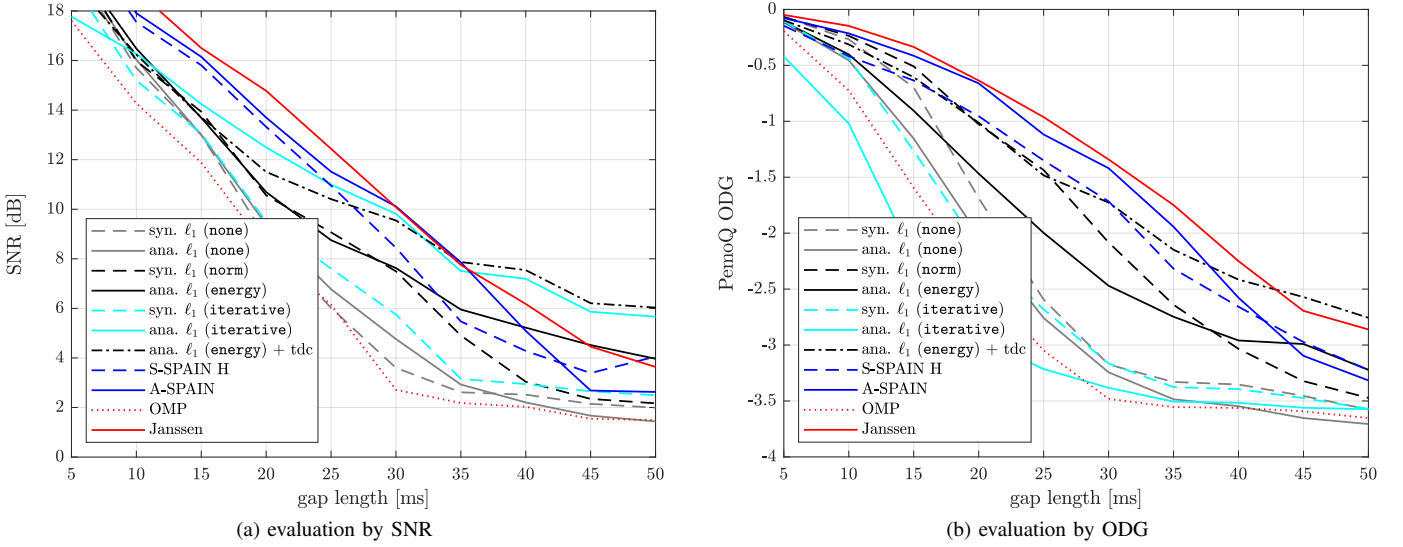 18
16
14
12
10
8
6
4
2
0
SNR [dB]
syn. ℓ₁ (none)
ana. ℓ₁ (none)
syn. ℓ₁ (norm)
ana. ℓ₁ (energy)
syn. ℓ₁ (iterative)
ana. ℓ₁ (iterative)
ana. ℓ₁ (energy) + tdc
S-SPAIN H
A-SPAIN
OMP
Janssen
5 10 15 20 25 30 35 40 45 50
gap length [ms]
(a) evaluation by SNR
0
-0.5
-1
-1.5
-2
-2.5
-3
-3.5
-4
PemoQ ODG
syn. ℓ₁ (none)
ana. ℓ₁ (none)
syn. ℓ₁ (norm)
ana. ℓ₁ (energy)
syn. ℓ₁ (iterative)
ana. ℓ₁ (iterative)
ana. ℓ₁ (energy) + tdc
S-SPAIN H
A-SPAIN
OMP
Janssen
5 10 15 20 25 30 35 40 45 50
gap length [ms]
(b) evaluation by ODG